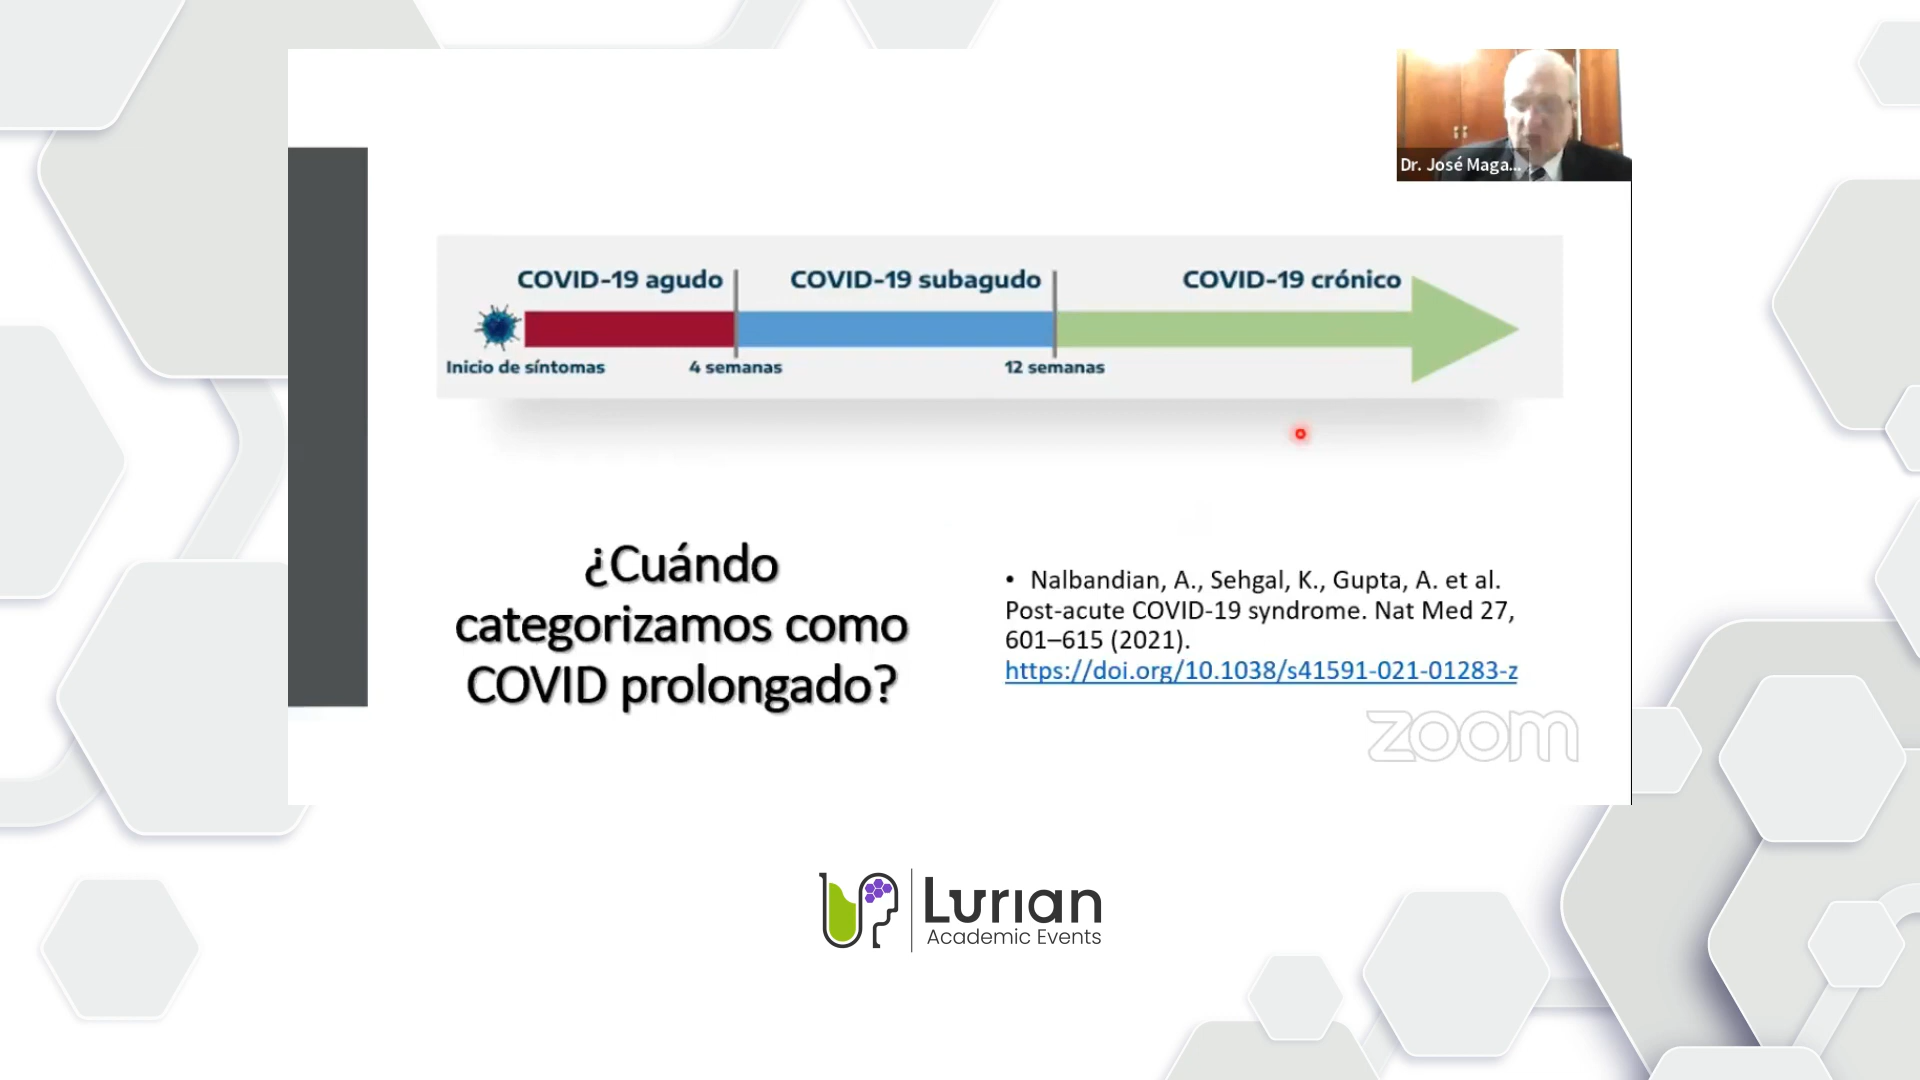 Dr. José Maga...
COVID-19 agudo
COVID-19 subagudo
COVID-19 crónico
Inicio de síntomas
4 semanas
12 semanas
¿Cuándo
categorizamos como
COVID prolongado?
• Nalbandian, A., Sehgal, K., Gupta, A. et al.
Post-acute COVID-19 syndrome. Nat Med 27,
601–615 (2021).
https://doi.org/10.1038/s41591-021-01283-z
zoom
Lurian
Academic Events